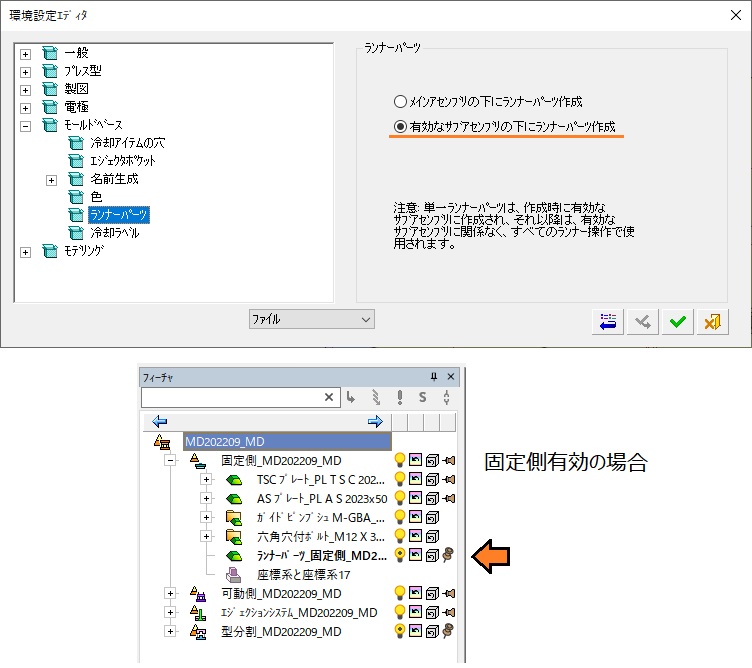 環境設定ｴﾃﾞｨﾀ
一般
ﾌﾟﾚｽ型
製図
電極
ﾓｰﾙﾄﾞﾍﾞｰｽ
冷却ｱｲﾃﾑの穴
ｴｼﾞｪｸﾀﾎﾟｹｯﾄ
名前生成
色
ﾗﾝﾅｰﾊﾟｰﾂ
冷却ﾗﾍﾞﾙ
ﾓﾃﾞﾘﾝｸﾞ
ﾗﾝﾅｰﾊﾟｰﾂ
ﾒｲﾝｱｾﾝﾌﾞﾘの下にﾗﾝﾅｰﾊﾟｰﾂ作成
有効なｻﾌﾞｱｾﾝﾌﾞﾘの下にﾗﾝﾅｰﾊﾟｰﾂ作成
注意: 単一ﾗﾝﾅｰﾊﾟｰﾂは、作成時に有効な
ｻﾌﾞｱｾﾝﾌﾞﾘに作成され、それ以降は、有効な
ｻﾌﾞｱｾﾝﾌﾞﾘに関係なく、すべてのﾗﾝﾅｰ操作で使
用されます。
ﾌｧｲﾙ
ﾌｨｰﾁｬ
S
MD202209_MD
固定側_MD202209_MD
TSC ﾌﾟﾚｰﾄ_PL T S C 202...
AS ﾌﾟﾚｰﾄ_PL A S 2023x50
ｶﾞｲﾄﾞﾋﾟﾝﾌﾞｼｭ M-GBA_...
六角穴付ﾎﾞﾙﾄ_M12 X 3...
ﾗﾝﾅｰﾊﾟｰﾂ_固定側_MD2...
座標系と座標系17
可動側_MD202209_MD
ｴｼﾞｪｸｼｮﾝｼｽﾃﾑ_MD202209_MD
型分割_MD202209_MD
固定側有効の場合